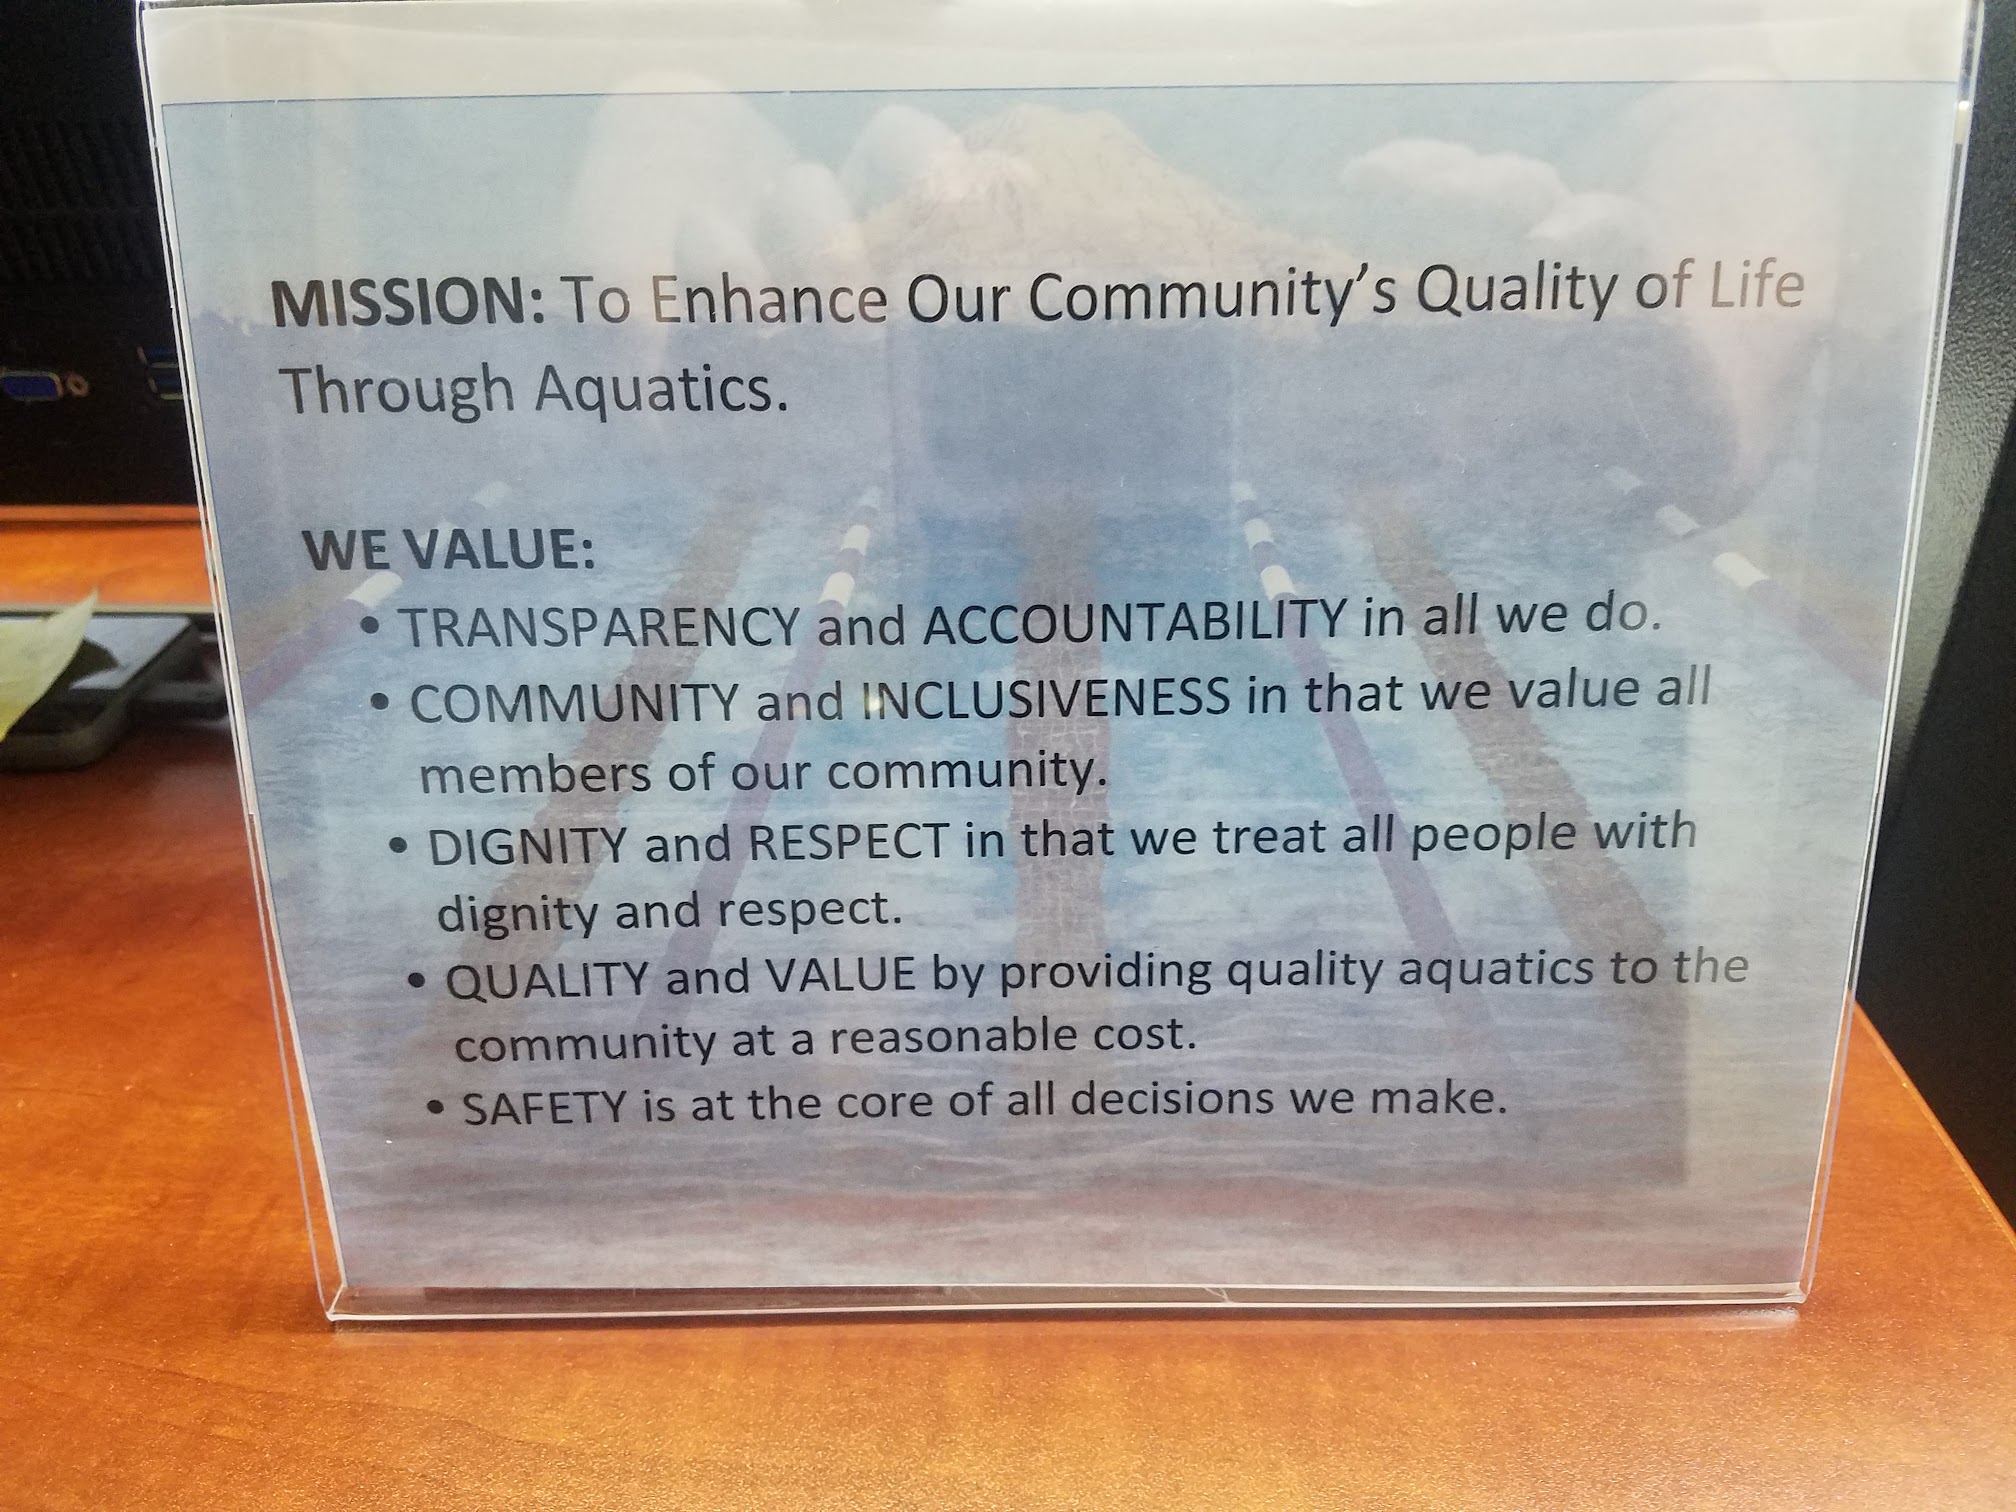 MISSION: To Enhance Our Community's Quality of Life
Through Aquatics.
WE VALUE:
• TRANSPARENCY and ACCOUNTABILITY in all we do.
• COMMUNITY and INCLUSIVENESS in that we value all
members of our community.
• DIGNITY and RESPECT in that we treat all people with
dignity and respect.
• QUALITY and VALUE by providing quality aquatics to the
community at a reasonable cost.
• SAFETY is at the core of all decisions we make.